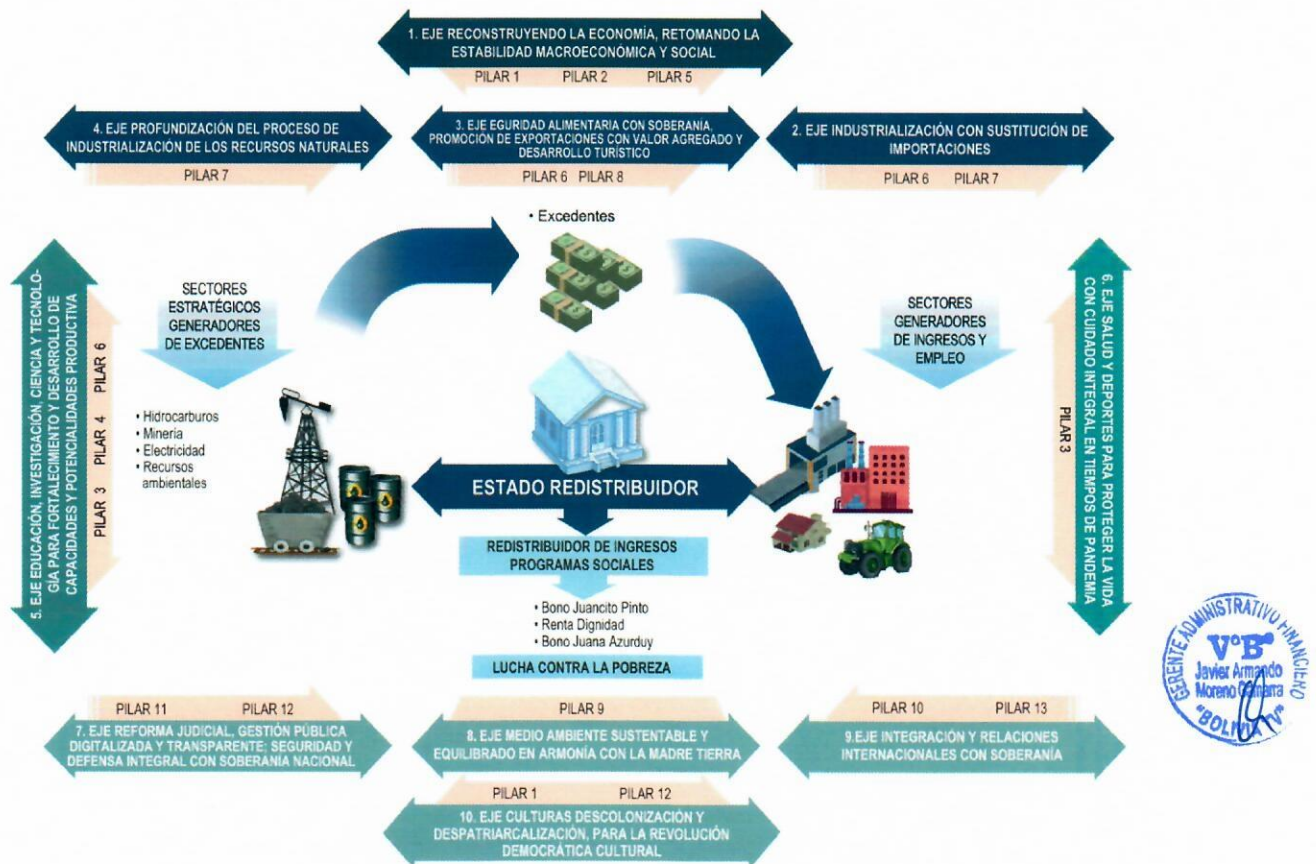 1. EJE RECONSTRUYENDO LA ECONOMÍA, RETOMANDO LA
ESTABILIDAD MACROECONÓMICA Y SOCIAL
PILAR 1 PILAR 2 PILAR 5
4. EJE PROFUNDIZACIÓN DEL PROCESO DE
INDUSTRIALIZACIÓN DE LOS RECURSOS NATURALES
PILAR 7
3. EJE EGURIDAD ALIMENTARIA CON SOBERANÍA,
PROMOCIÓN DE EXPORTACIONES CON VALOR AGREGADO Y
DESARROLLO TURÍSTICO
PILAR 6 PILAR 8
2. EJE INDUSTRIALIZACIÓN CON SUSTITUCIÓN DE
IMPORTACIONES
PILAR 6 PILAR 7
• Excedentes
5. EJE EDUCACIÓN, INVESTIGACIÓN, CIENCIA Y TECNOLO-
GÍA PARA FORTALECIMIENTO Y DESARROLLO DE
CAPACIDADES Y POTENCIALIDADES PRODUCTIVA
PILAR 3 PILAR 4 PILAR 6
SECTORES
ESTRATÉGICOS
GENERADORES
DE EXCEDENTES
• Hidrocarburos
• Minería
• Electricidad
• Recursos
ambientales
SECTORES
GENERADORES
DE INGRESOS Y
EMPLEO
6. EJE SALUD Y DEPORTES PARA PROTEGER LA VIDA
CON CUIDADO INTEGRAL EN TIEMPOS DE PANDEMIA
PILAR 3
ESTADO REDISTRIBUIDOR
REDISTRIBUIDOR DE INGRESOS
PROGRAMAS SOCIALES
• Bono Juancito Pinto
• Renta Dignidad
• Bono Juana Azurduy
LUCHA CONTRA LA POBREZA
PILAR 11 PILAR 12
7. EJE REFORMA JUDICIAL, GESTIÓN PÚBLICA
DIGITALIZADA Y TRANSPARENTE; SEGURIDAD Y
DEFENSA INTEGRAL CON SOBERANÍA NACIONAL
PILAR 9
8. EJE MEDIO AMBIENTE SUSTENTABLE Y
EQUILIBRADO EN ARMONÍA CON LA MADRE TIERRA
PILAR 10 PILAR 13
9.EJE INTEGRACIÓN Y RELACIONES
INTERNACIONALES CON SOBERANÍA
PILAR 1 PILAR 12
10. EJE CULTURAS DESCOLONIZACIÓN Y
DESPATRIARCALIZACIÓN, PARA LA REVOLUCIÓN
DEMOCRÁTICA CULTURAL
GERENTE ADMINISTRATIVO FINANCIERO
V°B°
Javier Armando
Moreno
"BOLIVIA TV"